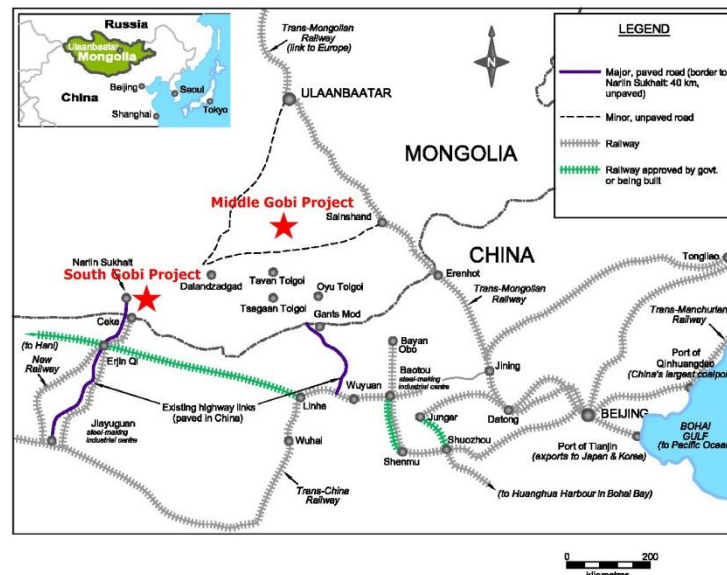 Russia
Ulaanbaatar
Mongolia
China
Beijing
Seoul
Shanghai
Tokyo
Trans-Mongolian
Railway
(link to Europe)
N
LEGEND
Major, paved road (border to
Nariin Sukhait: 40 km,
unpaved)
Minor, unpaved road
Railway
Railway approved by govt.
or being built
ULAANBAATAR
MONGOLIA
Middle Gobi Project
Sainshand
CHINA
South Gobi Project
Nariin Sukhait
Dalandzadgad
Tavan Tolgoi
Oyu Tolgoi
Tsagaan Tolgoi
Gants Mod
Erenhot
Tongliao
Trans-Mongolian
Railway
Trans-Manchurian
Railway
Ceke
(to Hani)
New
Railway
Erjin Qi
Bayan
Obo
Baotou
steel-making
industrial centre
Jining
Port of
Qinhuangdao
(China's largest coalport)
Existing highway links
(paved in China)
Linhe
Wuyuan
Jungar
Datong
BEIJING
BOHAI
GULF
(to Pacific Ocean)
Jiayuguan
steel-making
industrial centre
Wuhai
Shenmu
Shuozhou
Port of Tianjin
(exports to Japan & Korea)
Trans-China
Railway
(to Huanghua Harbour in Bohai Bay)
0
200
kilometres